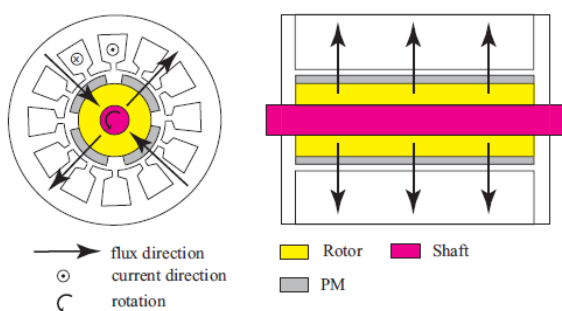 flux direction
current direction
rotation
Rotor
Shaft
PM